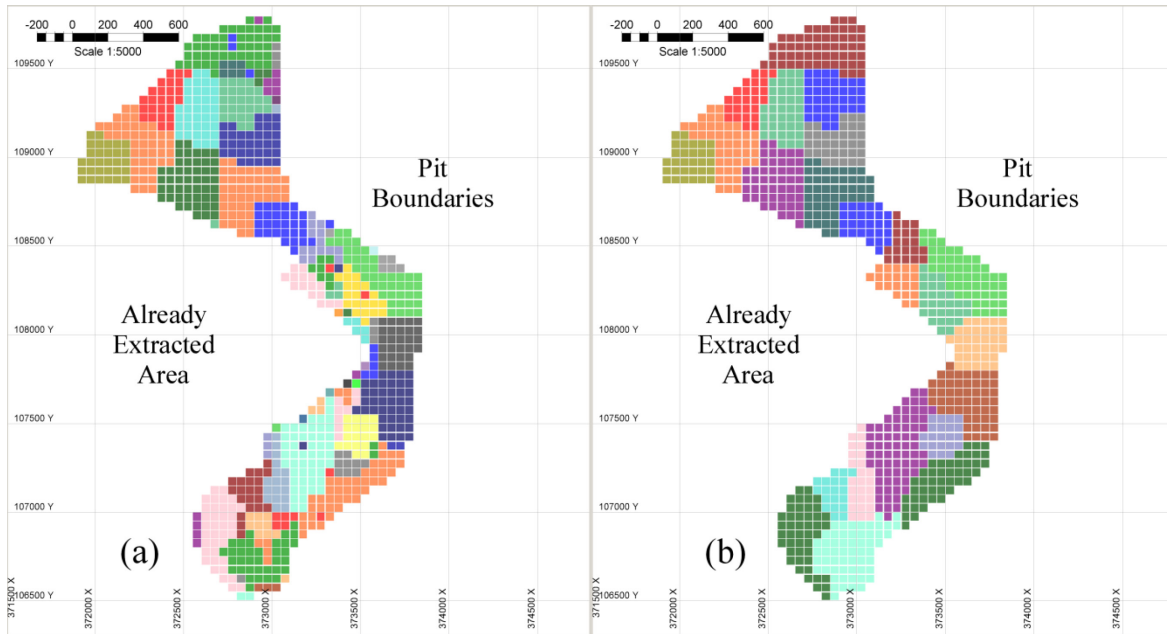 -200 0 200 400 600
Scale 1:5000
109500 Y
109000 Y
108500 Y
108000 Y
107500 Y
107000 Y
106500 Y
Pit
Boundaries
Already
Extracted
Area
(a)
371500 X
372000 X
372500 X
373000 X
373500 X
374000 X
374500 X
-200 0 200 400 600
Scale 1:5000
109500 Y
109000 Y
108500 Y
108000 Y
107500 Y
107000 Y
106500 Y
Pit
Boundaries
Already
Extracted
Area
(b)
371500 X
372000 X
372500 X
373000 X
373500 X
374000 X
374500 X